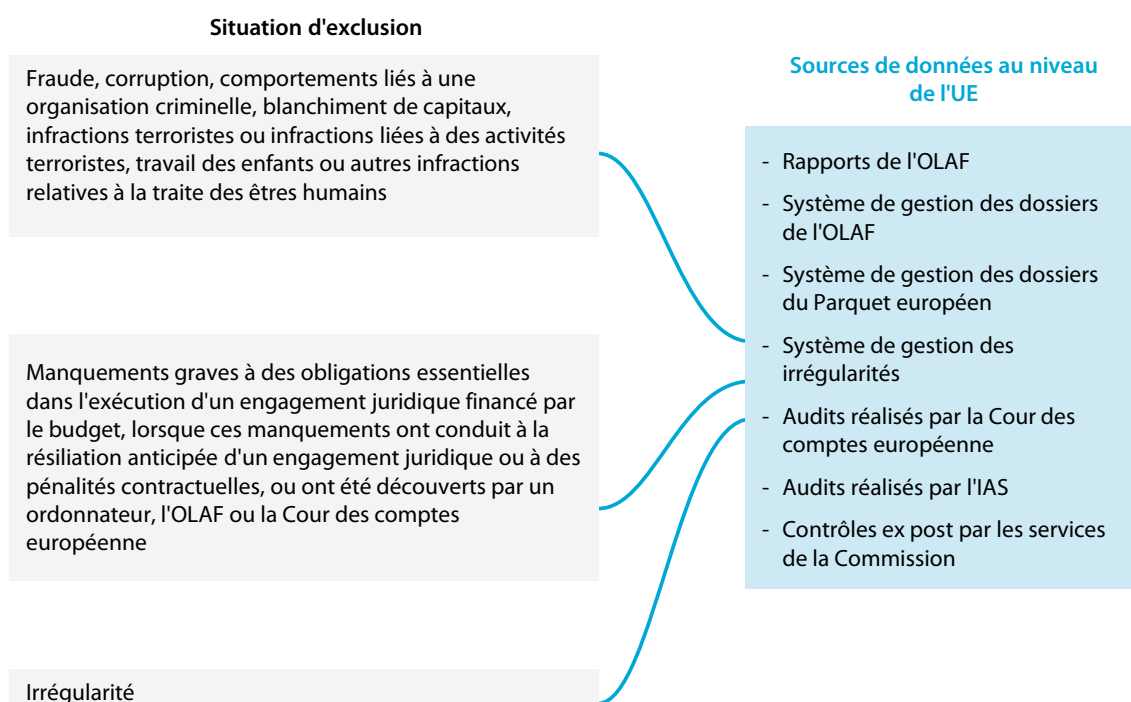 Situation d'exclusion
Fraude, corruption, comportements liés à une
organisation criminelle, blanchiment de capitaux,
infractions terroristes ou infractions liées à des activités
terroristes, travail des enfants ou autres infractions
relatives à la traite des êtres humains
Manquements graves à des obligations essentielles
dans l'exécution d'un engagement juridique financé par
le budget, lorsque ces manquements ont conduit à la
résiliation anticipée d'un engagement juridique ou à des
pénalités contractuelles, ou ont été découverts par un
ordonnateur, l'OLAF ou la Cour des comptes
européenne
Irrégularité
Sources de données au niveau
de l'UE
- Rapports de l'OLAF
- Système de gestion des dossiers
de l'OLAF
- Système de gestion des dossiers
du Parquet européen
- Système de gestion des
irrégularités
- Audits réalisés par la Cour des
comptes européenne
- Audits réalisés par l'IAS
- Contrôles ex post par les services
de la Commission